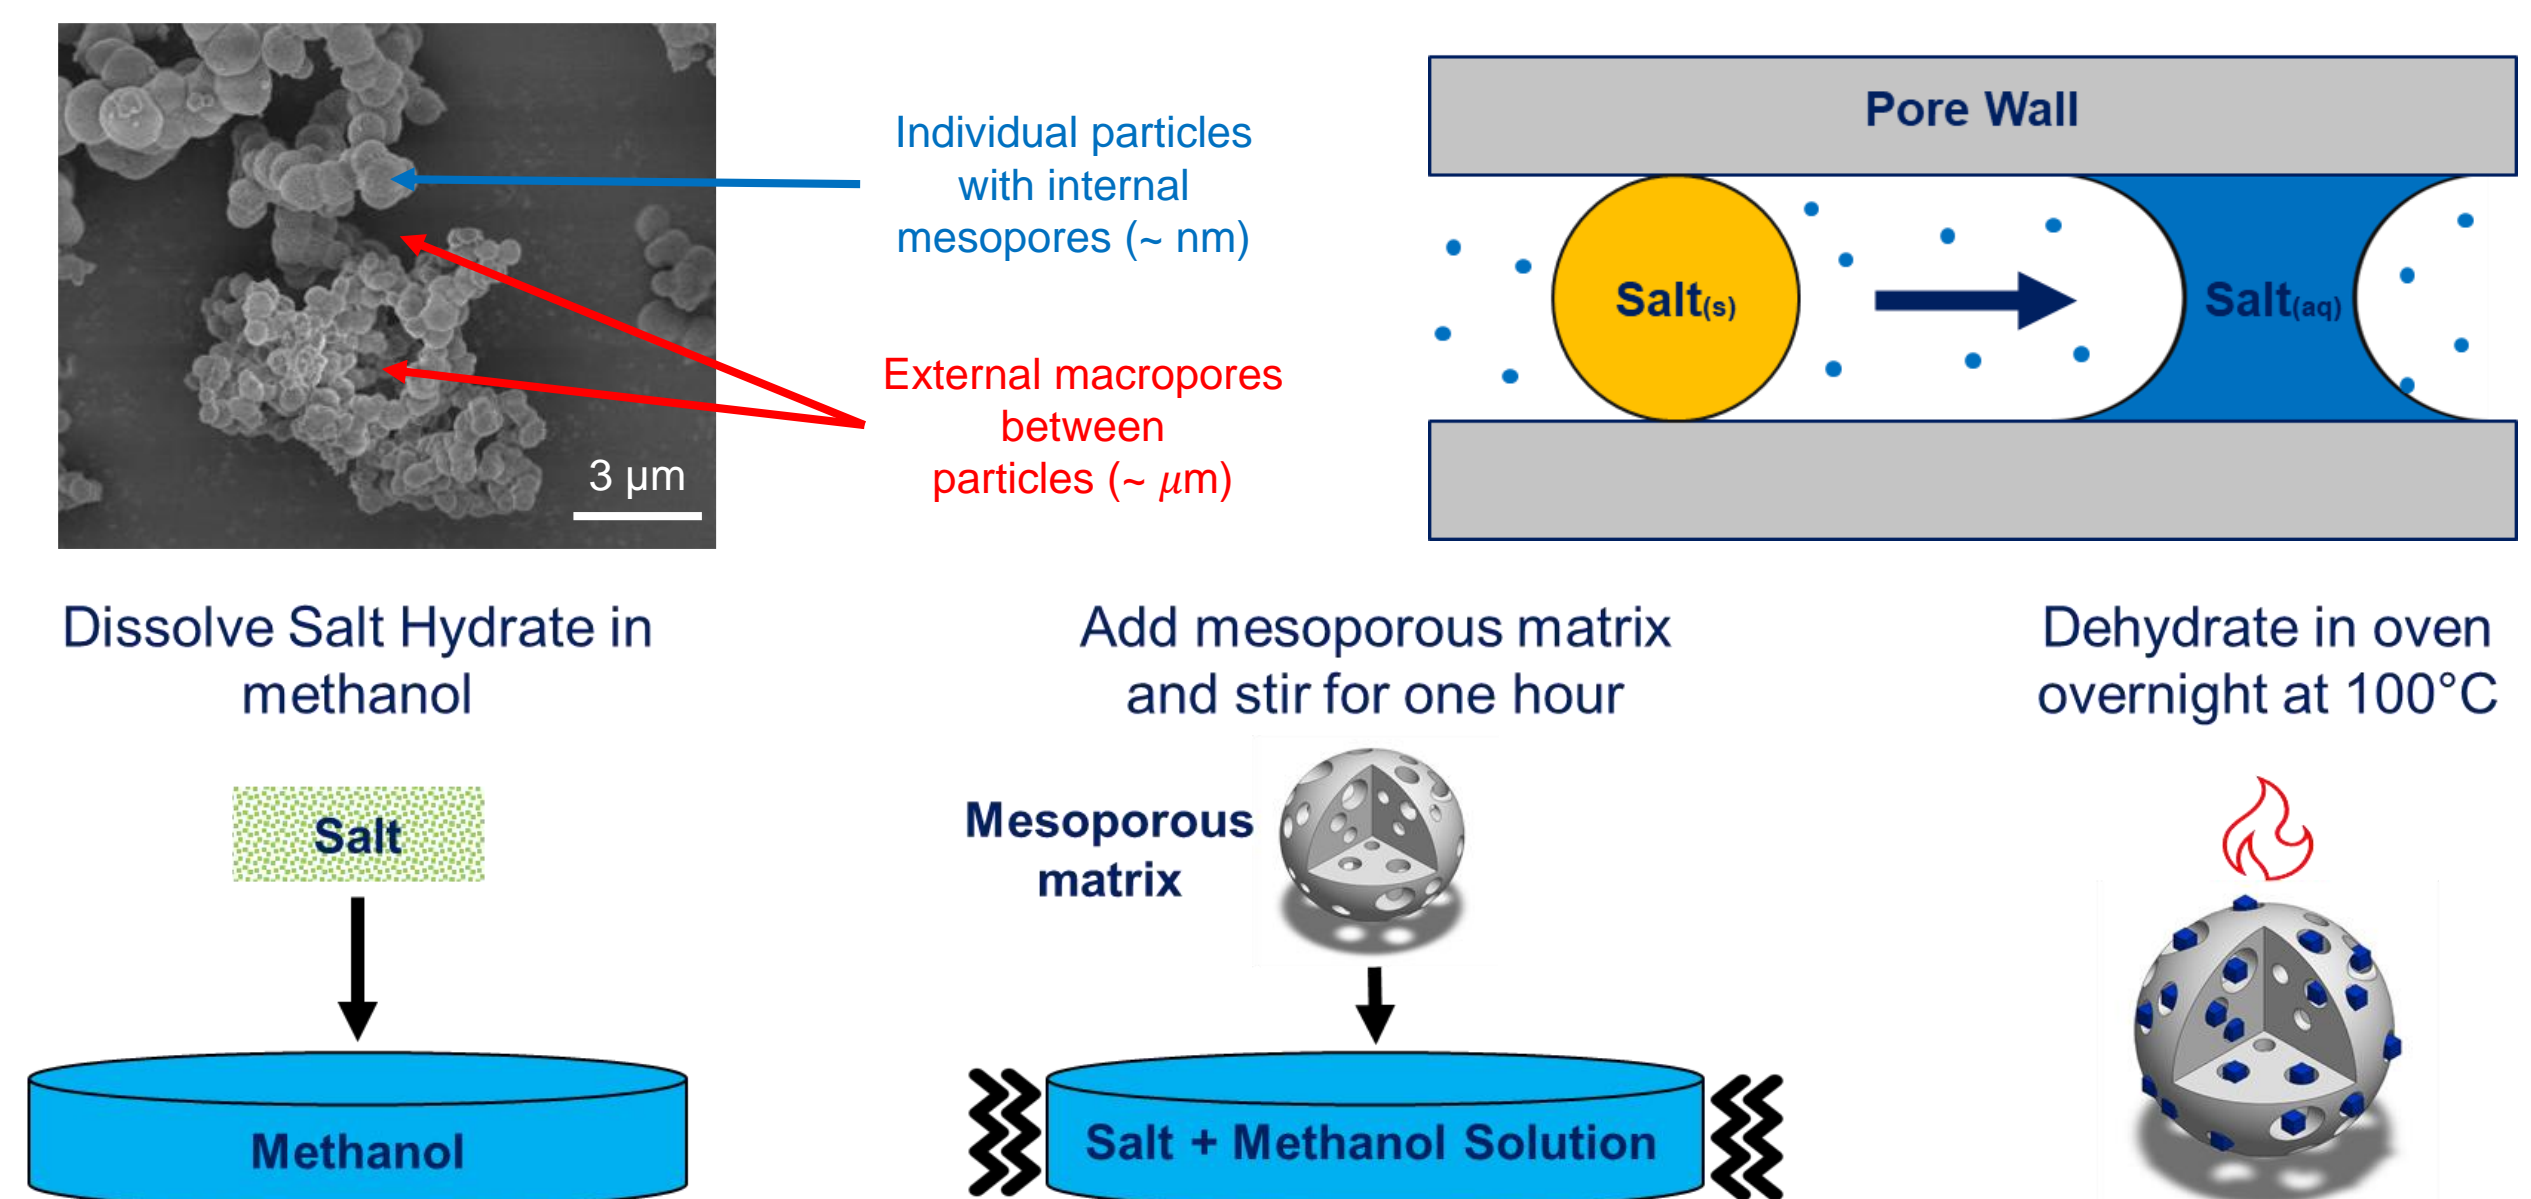 Individual particles
with internal
mesopores (~ nm)
External macropores
between
particles (~ 𝜇m)
3 µm
Pore Wall
Salt(s)
Salt(aq)
Dissolve Salt Hydrate in
methanol
Salt
Methanol
Add mesoporous matrix
and stir for one hour
Mesoporous
matrix
Salt + Methanol Solution
Dehydrate in oven
overnight at 100°C